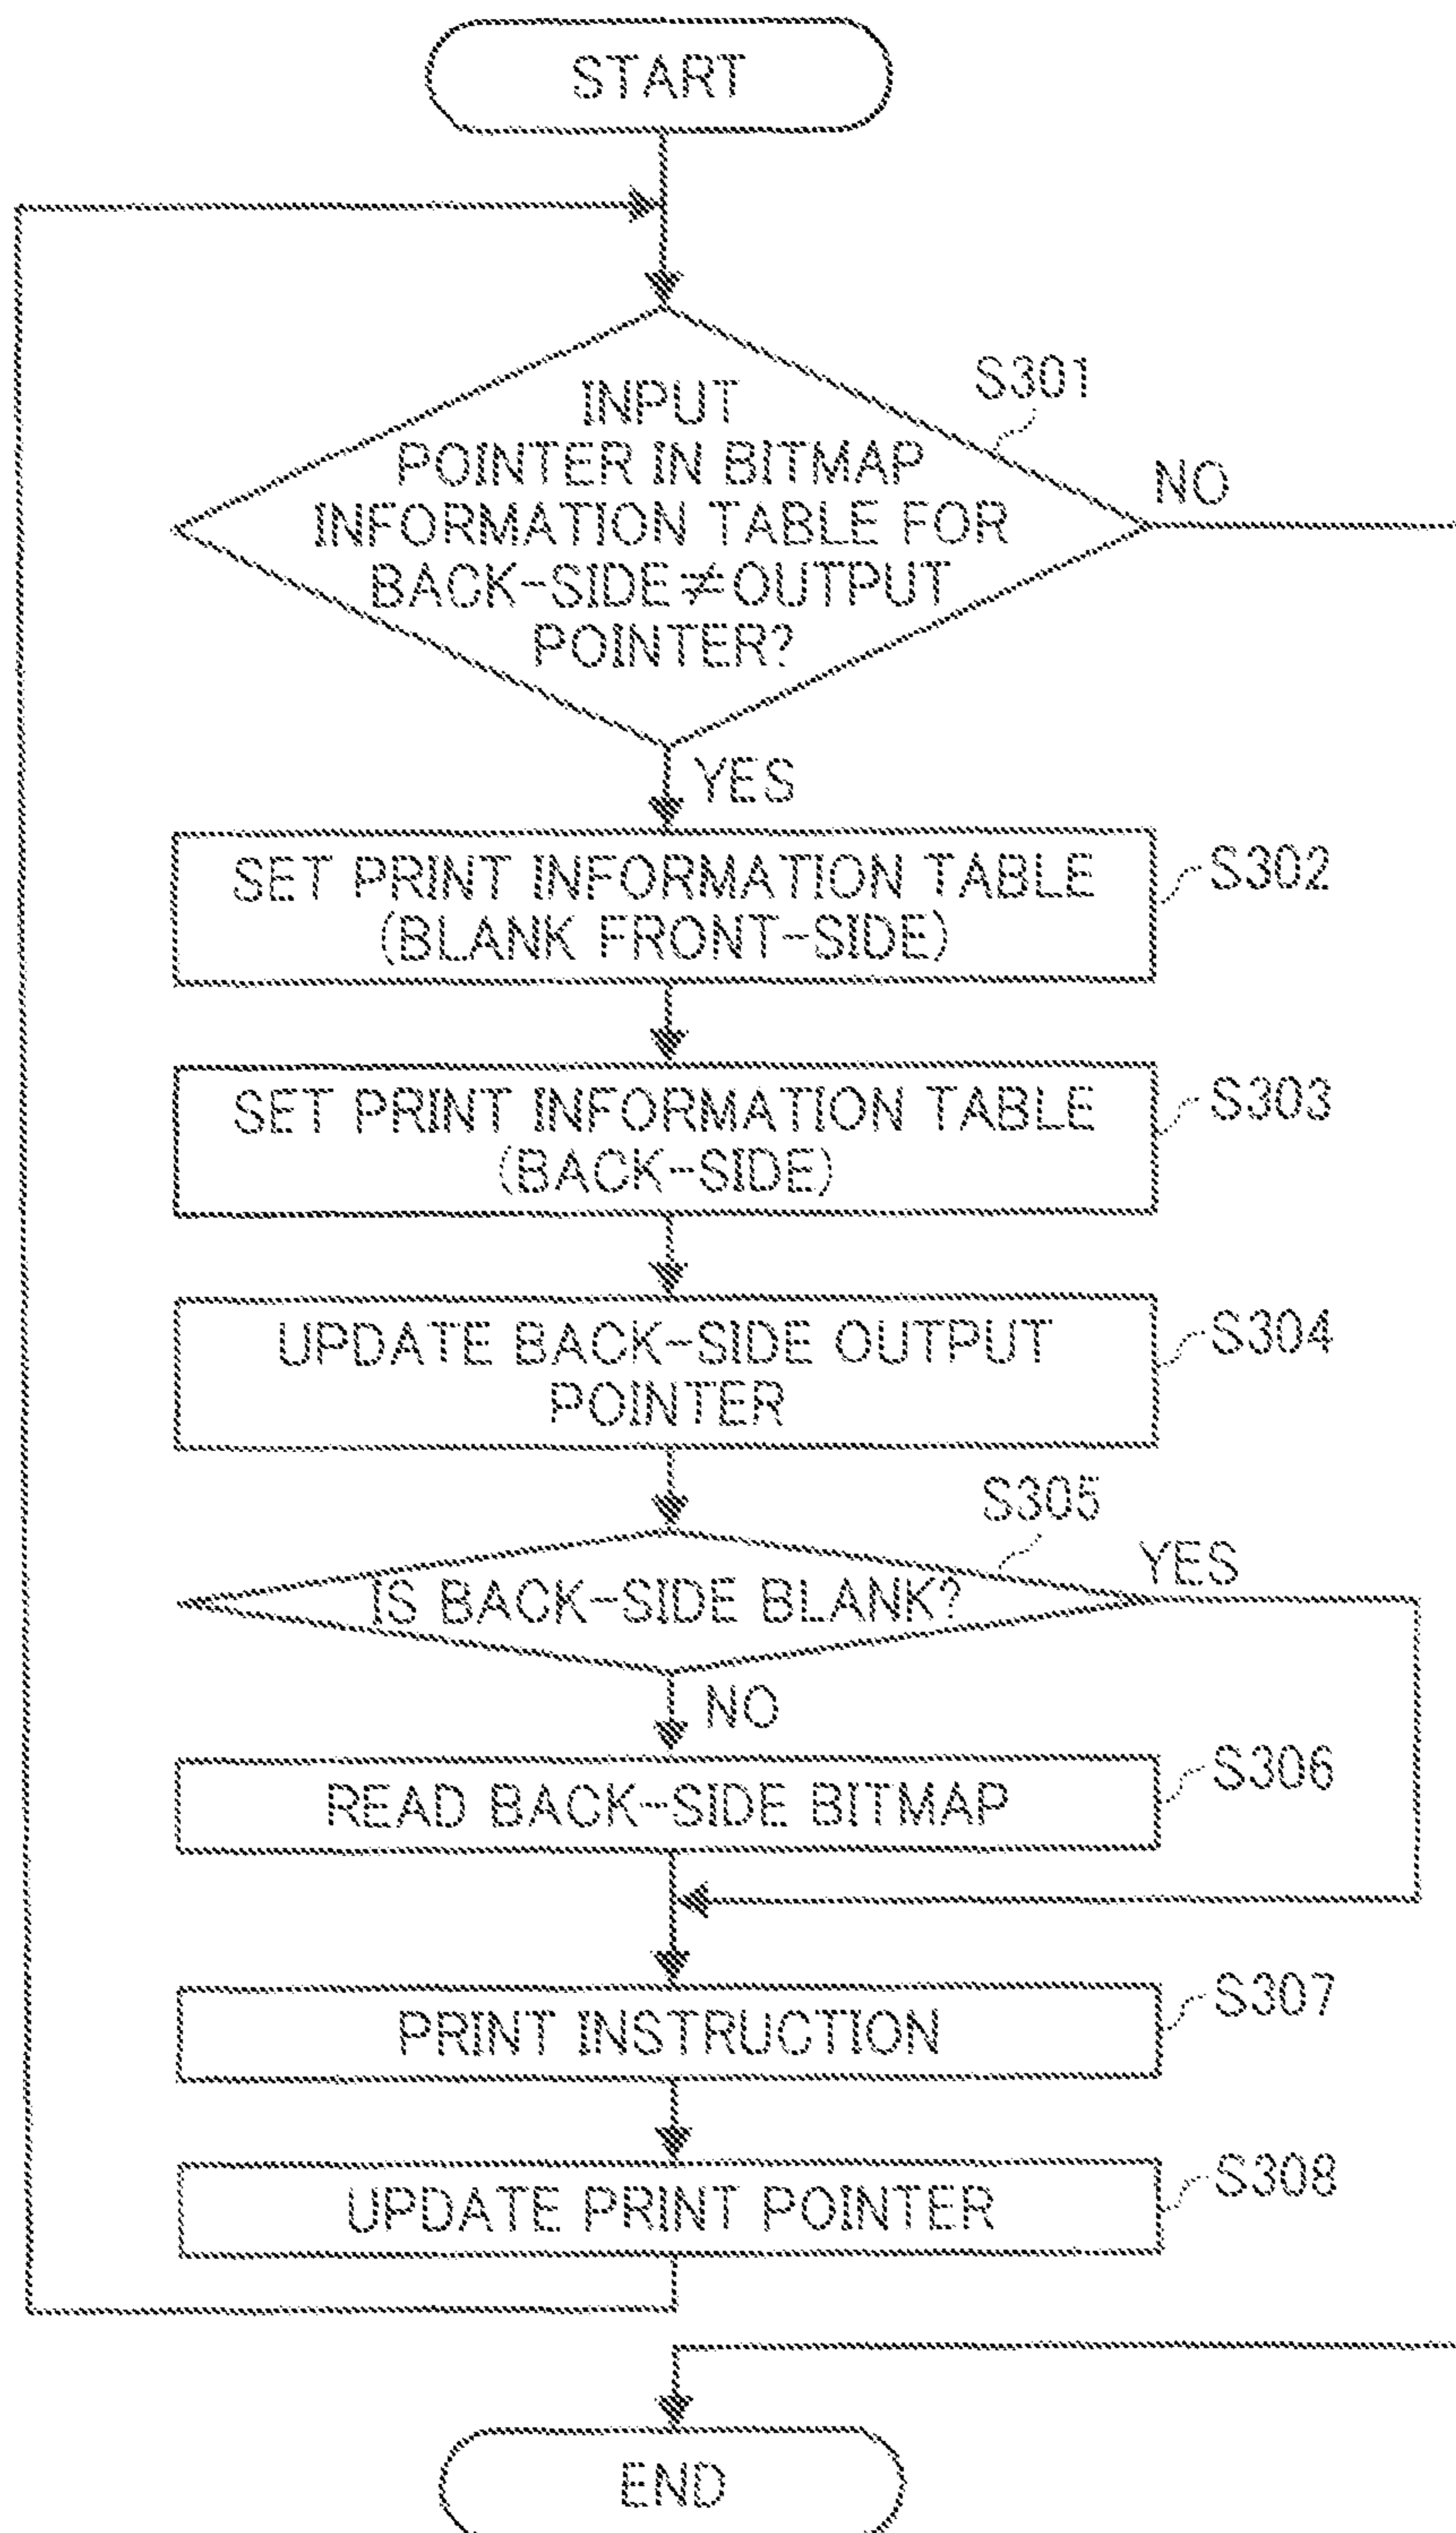 START
S301
INPUT
POINTER IN BITMAP
INFORMATION TABLE FOR
BACK-SIDE≠OUTPUT
POINTER?
NO
YES
SET PRINT INFORMATION TABLE
(BLANK FRONT-SIDE)
S302
SET PRINT INFORMATION TABLE
(BACK-SIDE)
S303
UPDATE BACK-SIDE OUTPUT
POINTER
S304
S305
IS BACK-SIDE BLANK?
YES
NO
READ BACK-SIDE BITMAP
S306
PRINT INSTRUCTION
S307
UPDATE PRINT POINTER
S308
END